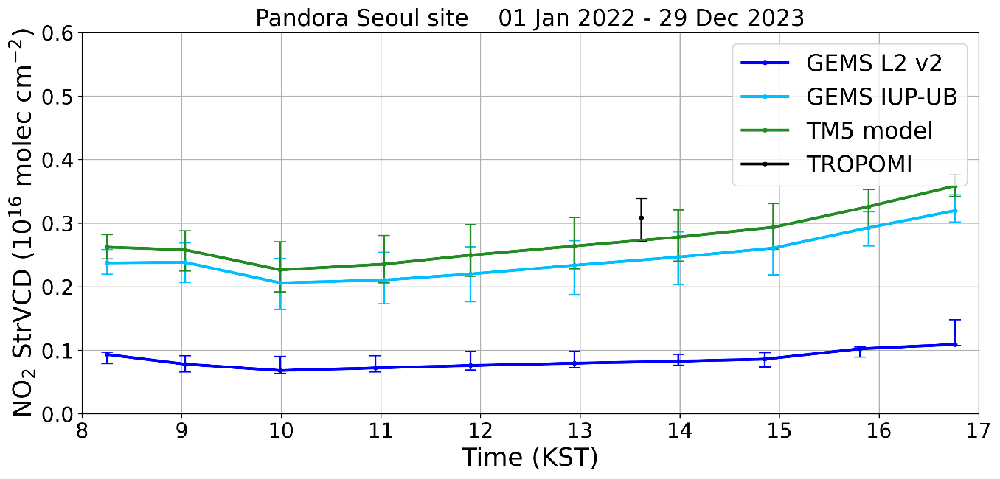 Pandora Seoul site    01 Jan 2022 - 29 Dec 2023
NO₂ StrVCD (10¹⁶ molec cm⁻²)
0.6
0.5
0.4
0.3
0.2
0.1
0.0
GEMS L2 v2
GEMS IUP-UB
TM5 model
TROPOMI
8 9 10 11 12 13 14 15 16 17
Time (KST)